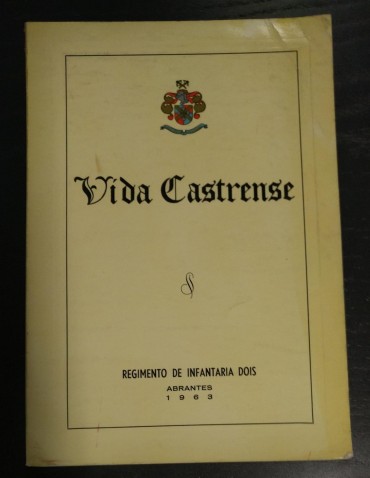 Vida Castrense
REGIMENTO DE INFANTARIA DOIS
ABRANTES
1963